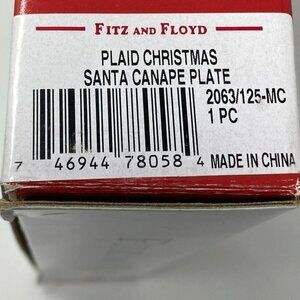 FITZ AND FLOYD
PLAID CHRISTMAS
SANTA CANAPE PLATE
2063/125-MC
1 PC
7 46944 78058 4 MADE IN CHINA